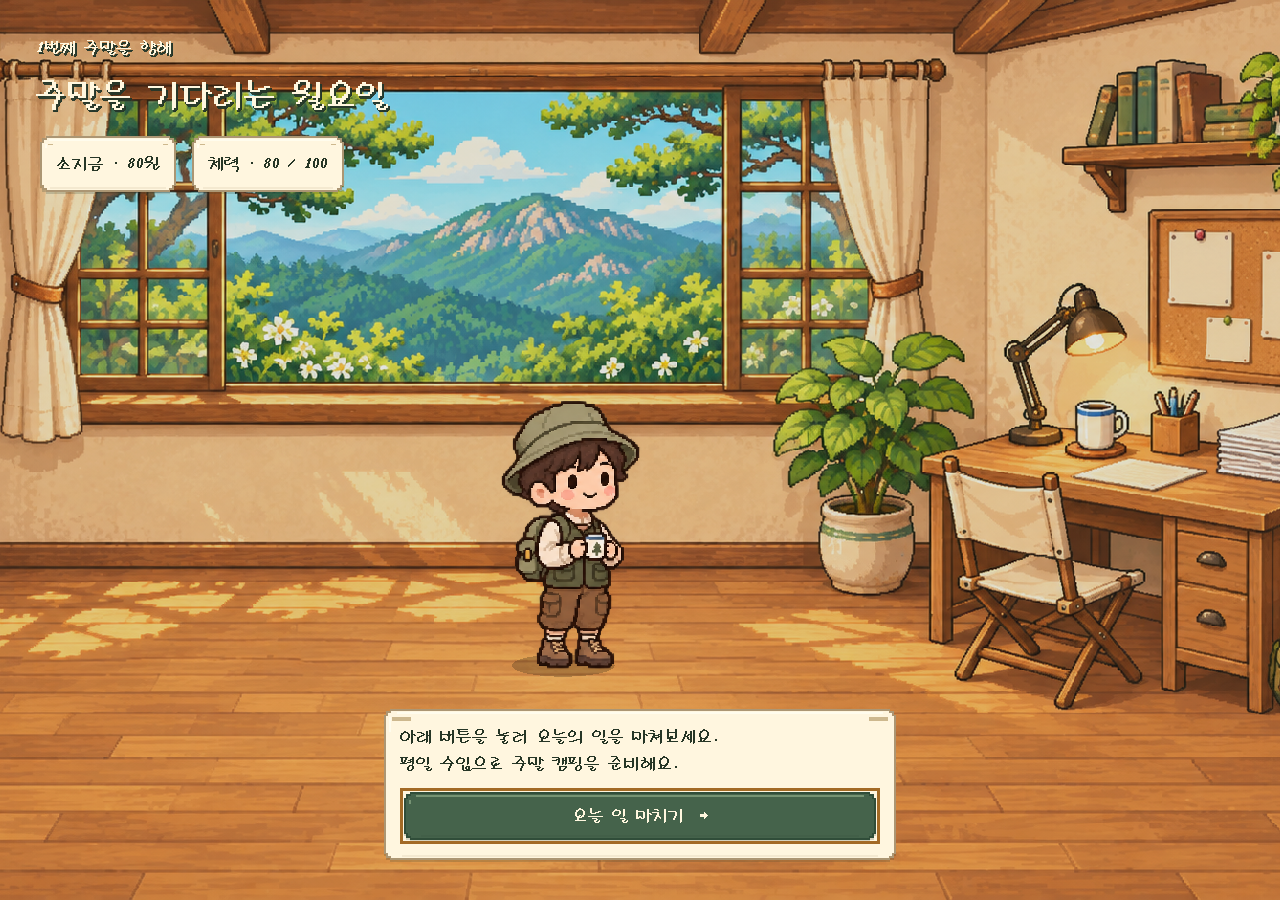 1번째 주말을 향해
주말을 기다리는 월요일
소지금 · 80원
체력 · 80 / 100
아래 버튼을 눌러 오늘의 일을 마쳐보세요.
평일 수입으로 주말 캠핑을 준비해요.
오늘 일 마치기 →